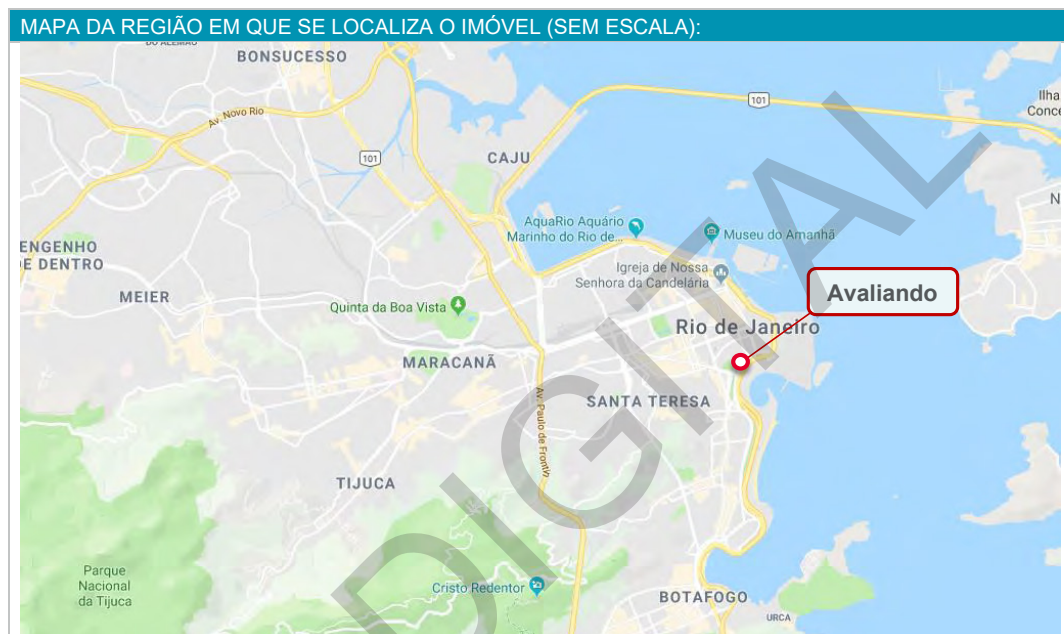 MAPA DA REGIÃO EM QUE SE LOCALIZA O IMÓVEL (SEM ESCALA):
DO ALEMÃO
BONSUCESSO
101
Ilha
Conce
Av. Novo Rio
101
CAJU
N
AquaRio Aquário
Marinho do Rio de...
Museu do Amanhã
ENGENHO
DE DENTRO
Igreja de Nossa
Senhora da Candelária
MEIER
Avaliando
Quinta da Boa Vista
Rio de Janeiro
MARACANÃ
SANTA TERESA
Av. Paulo de Frontin
TIJUCA
Parque
Nacional
da Tijuca
Cristo Redentor
BOTAFOGO
URCA
DIGITAL